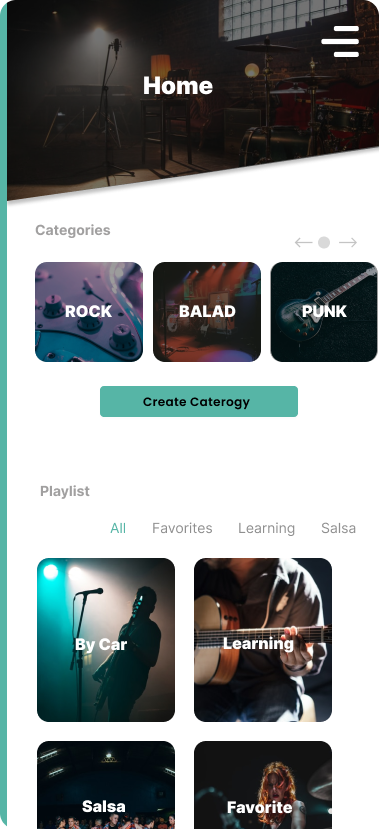 Home
Categories
ROCK
BALAD
PUNK
Create Caterogy
Playlist
All Favorites Learning Salsa
By Car
Learning
Salsa
Favorite